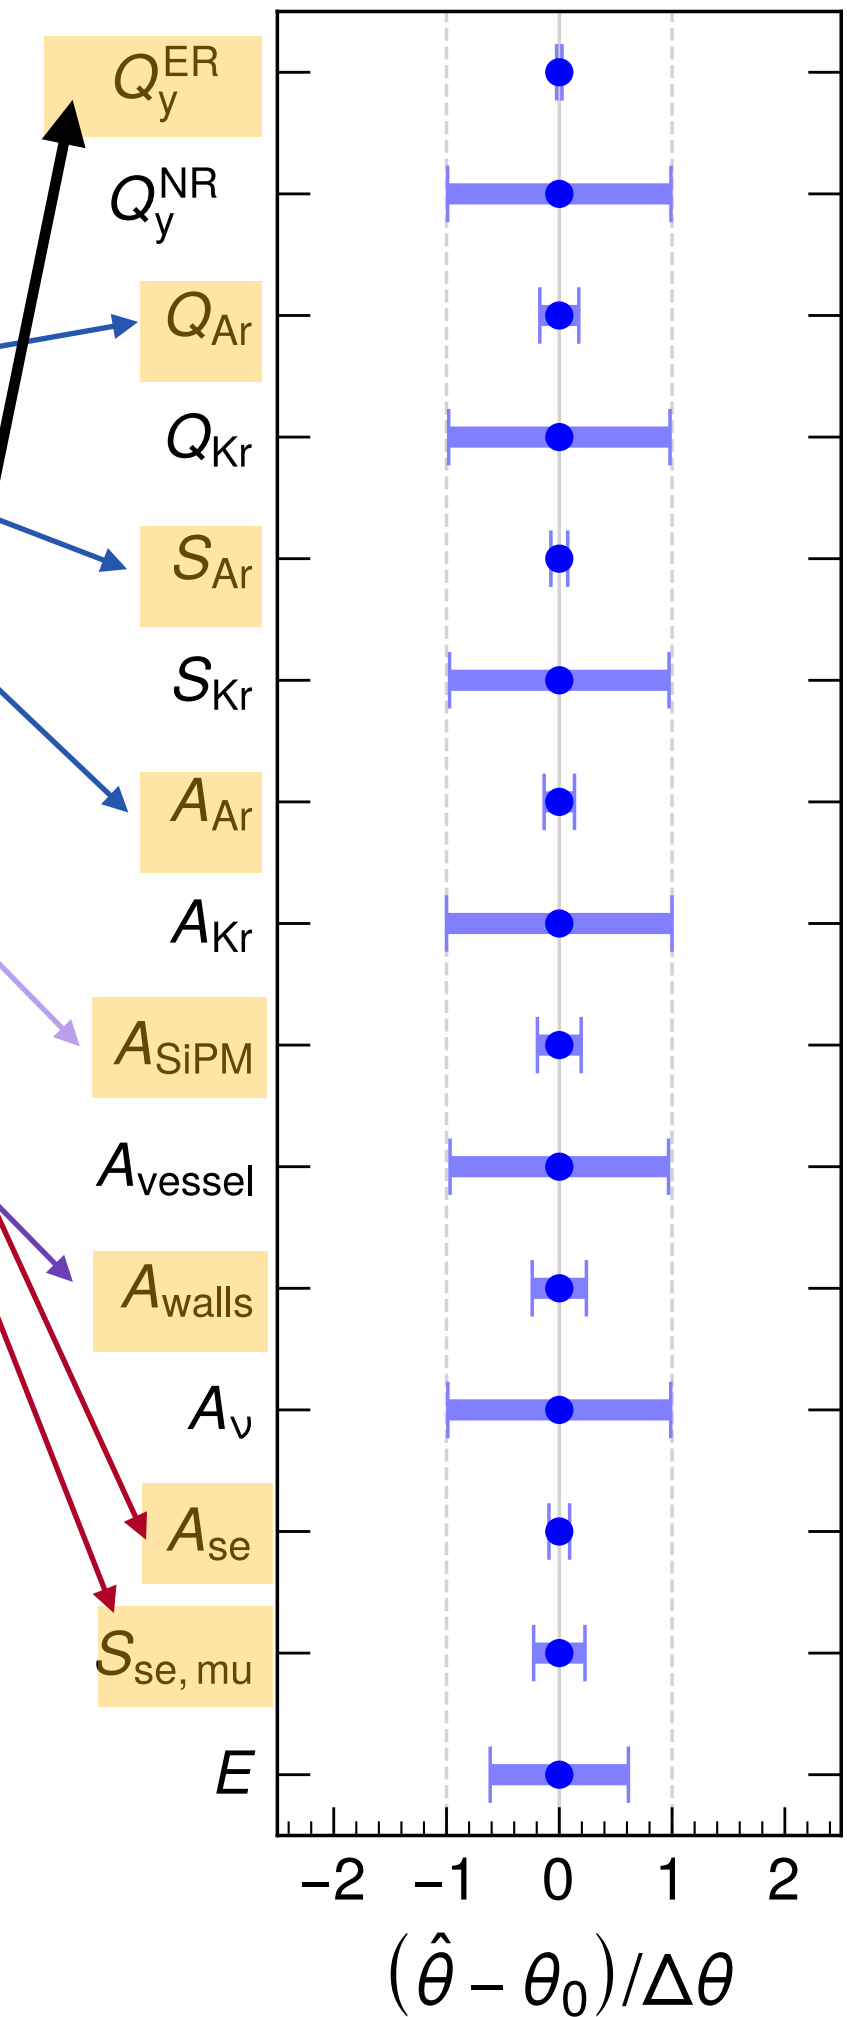 Q_y^ER
Q_y^NR
Q_Ar
Q_Kr
S_Ar
S_Kr
A_Ar
A_Kr
A_SiPM
A_vessel
A_walls
A_ν
A_se
S_se, mu
E
−2 −1 0 1 2
(θ̂ − θ₀)/Δθ